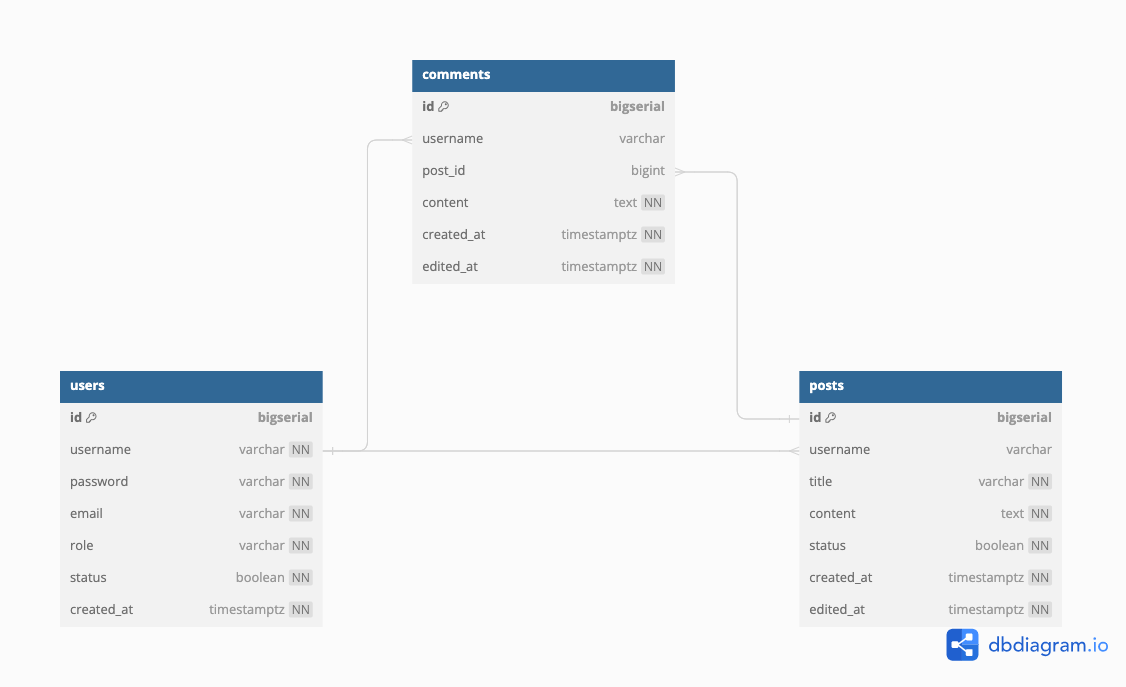 comments
id bigserial
username varchar
post_id bigint
content text NN
created_at timestamptz NN
edited_at timestamptz NN
users
id bigserial
username varchar NN
password varchar NN
email varchar NN
role varchar NN
status boolean NN
created_at timestamptz NN
posts
id bigserial
username varchar
title varchar NN
content text NN
status boolean NN
created_at timestamptz NN
edited_at timestamptz NN
dbdiagram.io